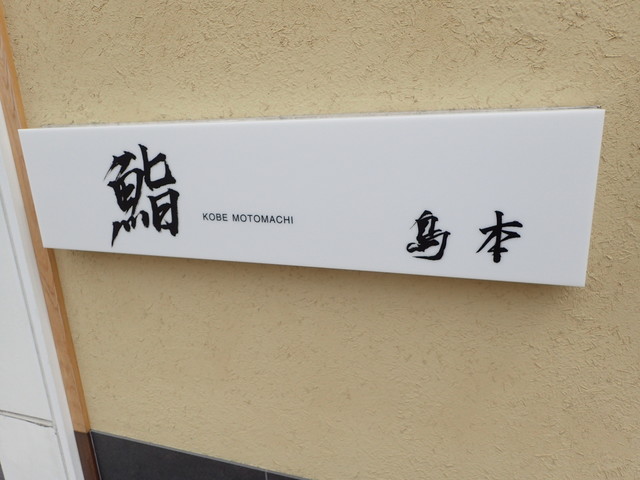 鮨 KOBE MOTOMACHI 島本